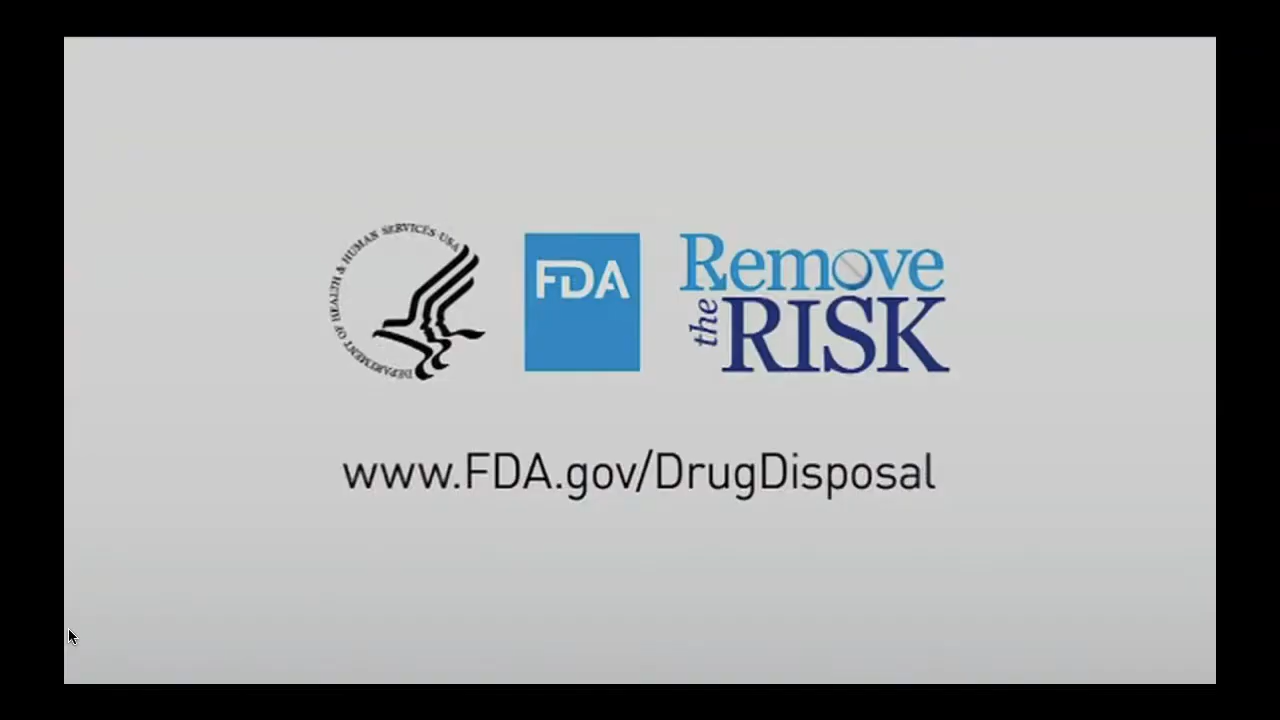 DEPARTMENT OF HEALTH & HUMAN SERVICES·USA
FDA
Remove
the RISK
www.FDA.gov/DrugDisposal